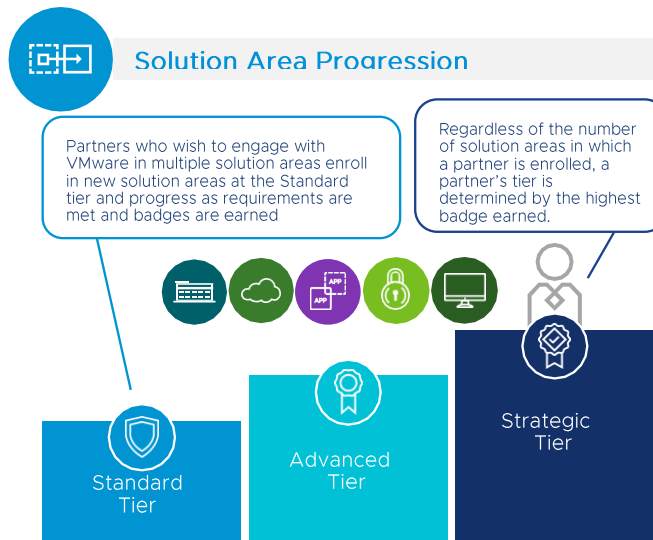 Solution Area Progression
Partners who wish to engage with
VMware in multiple solution areas enroll
in new solution areas at the Standard
tier and progress as requirements are
met and badges are earned
Regardless of the number
of solution areas in which
a partner is enrolled, a
partner's tier is
determined by the highest
badge earned.
APP
APP
Standard
Tier
Advanced
Tier
Strategic
Tier